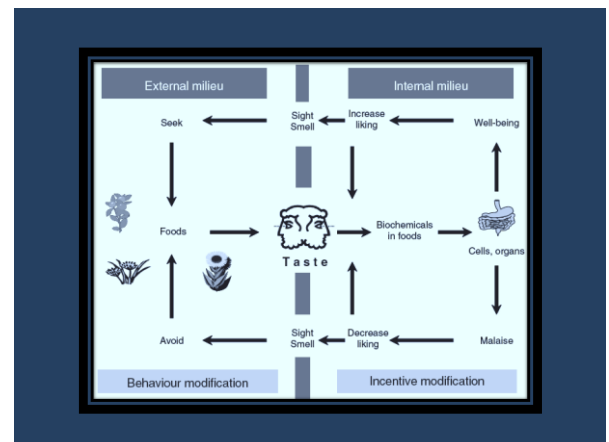 External milieu
Internal milieu
Seek
Sight
Smell
Increase
liking
Well-being
Foods
Taste
Biochemicals
in foods
Cells, organs
Avoid
Sight
Smell
Decrease
liking
Malaise
Behaviour modification
Incentive modification